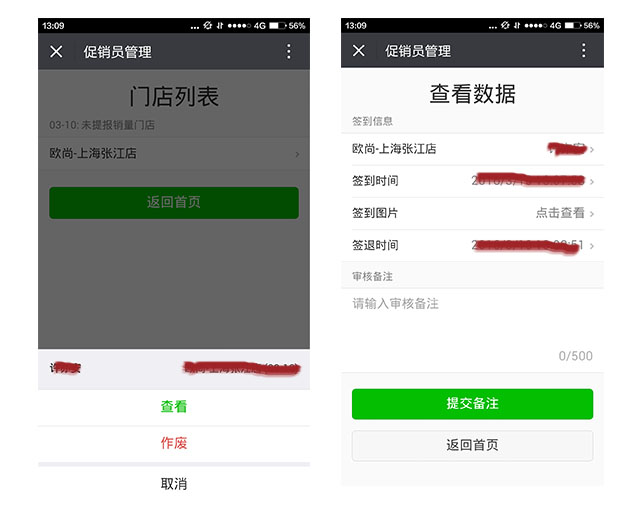 13:09
... 4G 56%
促销员管理
门店列表
03-10: 未提报销量门店
欧尚-上海张江店
返回首页
查看
作废
取消
13:09
... 4G 56%
促销员管理
查看数据
签到信息
欧尚-上海张江店
签到时间
签到图片 点击查看
签退时间
审核备注
请输入审核备注
0/500
提交备注
返回首页